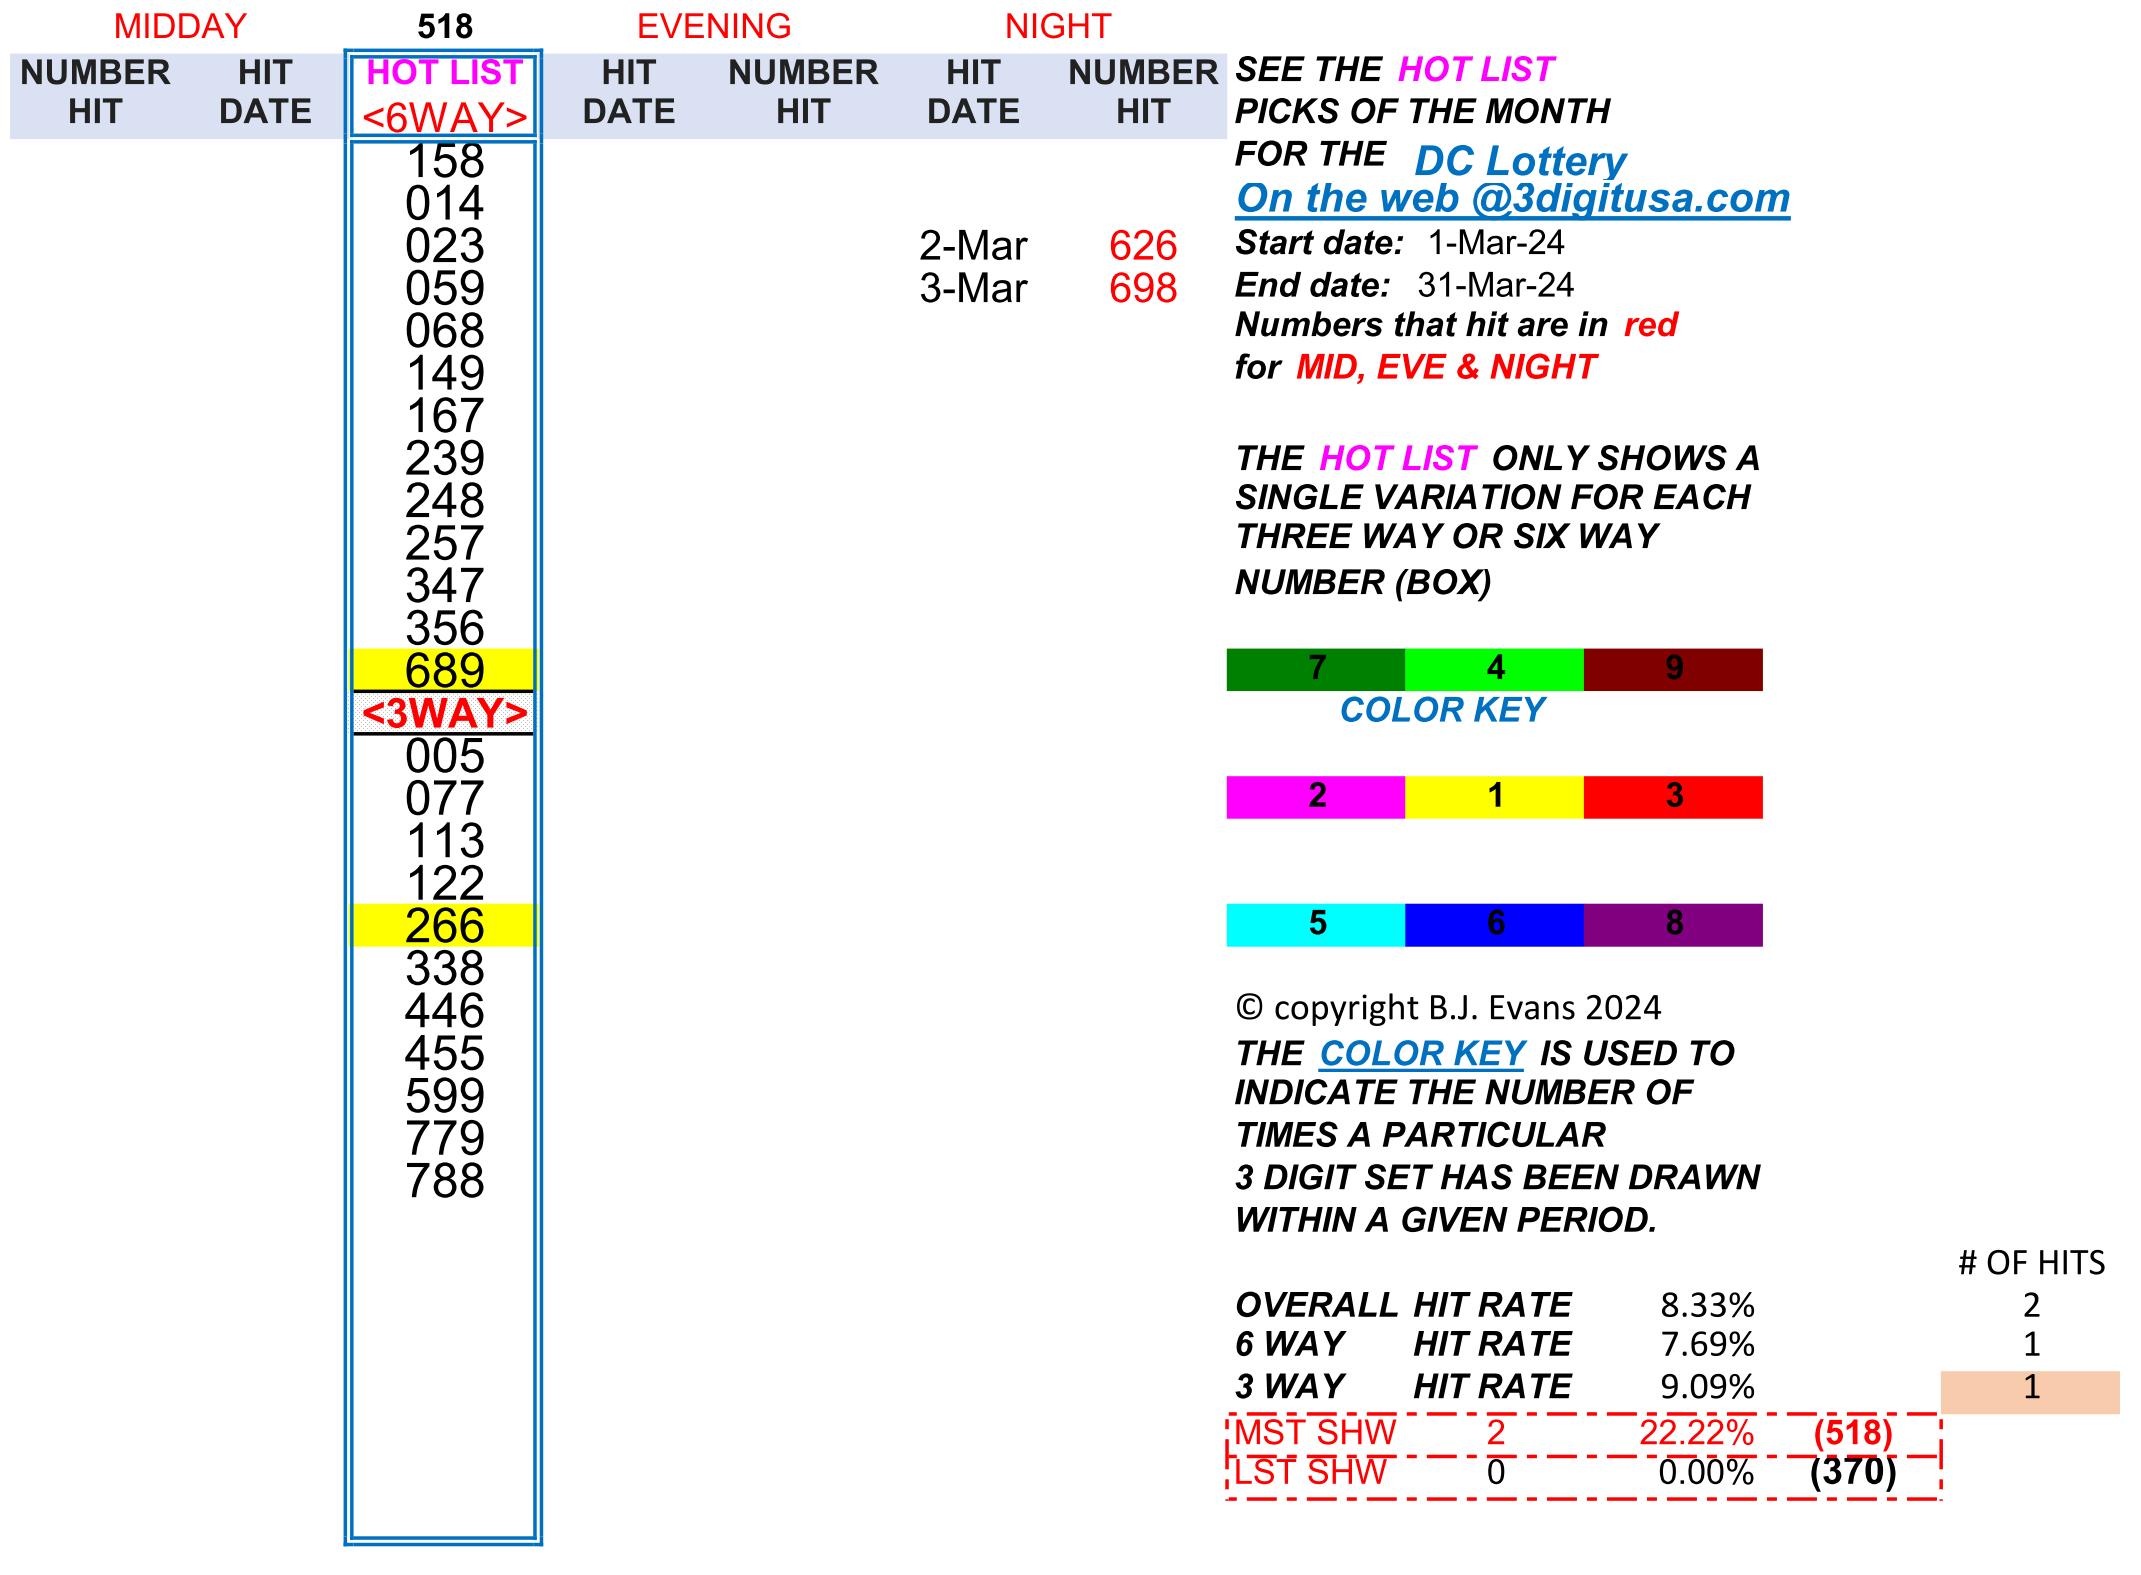 MIDDAY 518 EVENING NIGHT
NUMBER HIT HOT LIST HIT NUMBER HIT NUMBER
HIT DATE <6WAY> DATE HIT DATE HIT
SEE THE HOT LIST
PICKS OF THE MONTH
FOR THE DC Lottery
On the web @3digitusa.com
158
014
023 2-Mar 626
059 3-Mar 698
068
149
167
239
248
257
347
356
689
<3WAY>
005
077
113
122
266
338
446
455
599
779
788
Start date: 1-Mar-24
End date: 31-Mar-24
Numbers that hit are in red
for MID, EVE & NIGHT
THE HOT LIST ONLY SHOWS A
SINGLE VARIATION FOR EACH
THREE WAY OR SIX WAY
NUMBER (BOX)
7 4 9
COLOR KEY
2 1 3
5 6 8
© copyright B.J. Evans 2024
THE COLOR KEY IS USED TO
INDICATE THE NUMBER OF
TIMES A PARTICULAR
3 DIGIT SET HAS BEEN DRAWN
WITHIN A GIVEN PERIOD.
# OF HITS
OVERALL HIT RATE 8.33% 2
6 WAY HIT RATE 7.69% 1
3 WAY HIT RATE 9.09% 1
MST SHW 2 22.22% (518)
LST SHW 0 0.00% (370)